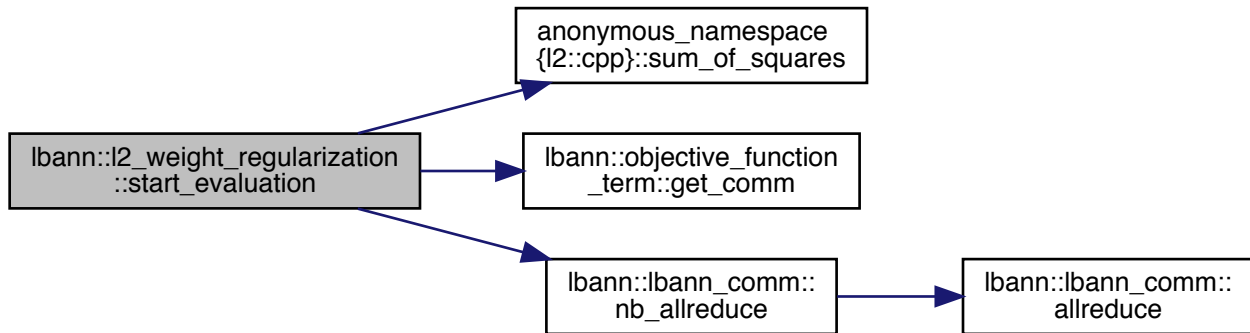 anonymous_namespace
{l2::cpp}::sum_of_squares
lbann::l2_weight_regularization
::start_evaluation
lbann::objective_function
_term::get_comm
lbann::lbann_comm::
nb_allreduce
lbann::lbann_comm::
allreduce